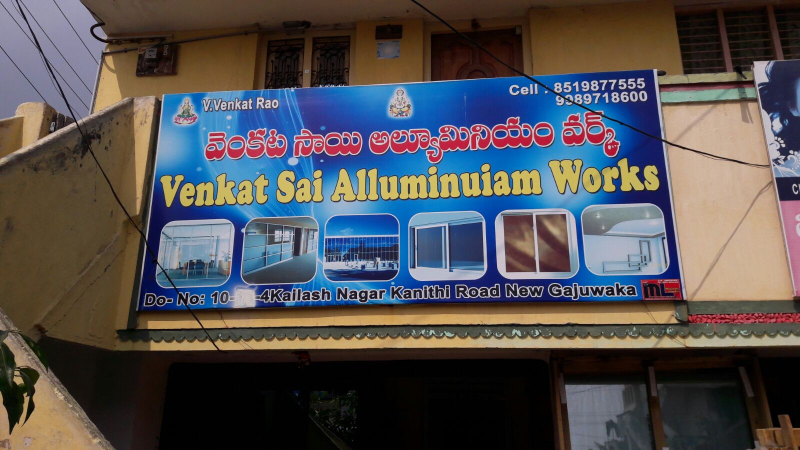 V.Venkat Rao
Cell : 8519877555
9989718600
వెంకట సాయి అల్యూమినియం వర్క్స్
Venkat Sai Alluminuiam Works
Do- No: 10- -4Kailash Nagar Kanithi Road New Gajuwaka